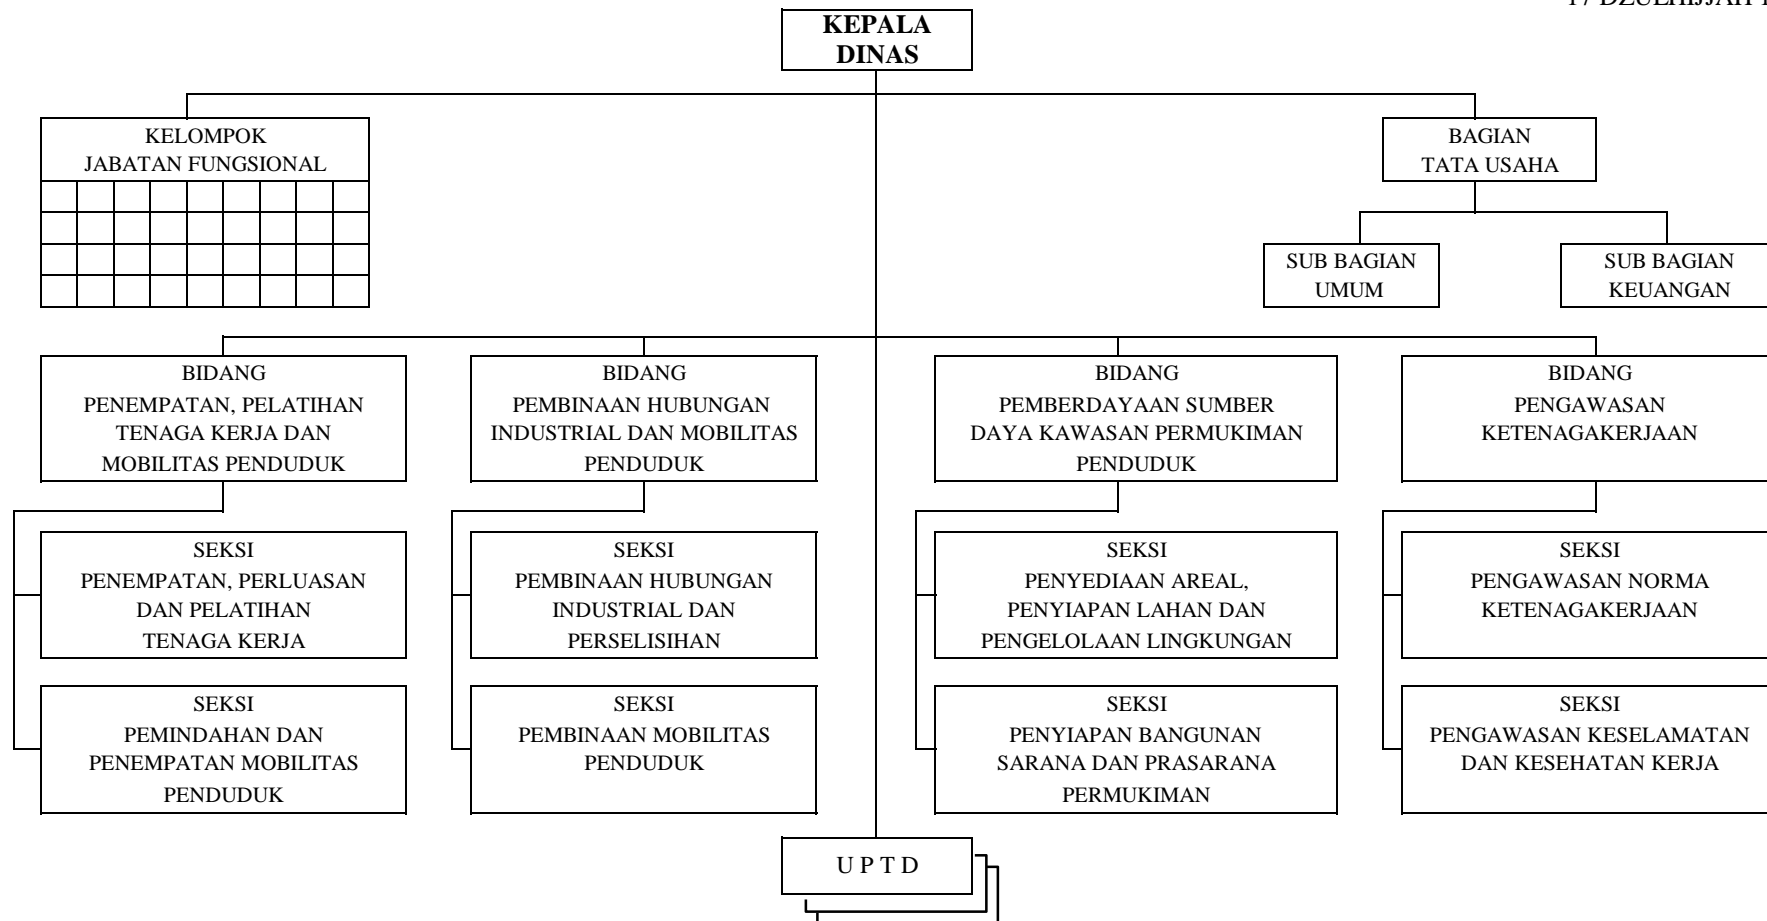 17 DZULHIJJAH
KEPALA
DINAS
KELOMPOK
JABATAN FUNGSIONAL
BAGIAN
TATA USAHA
SUB BAGIAN
UMUM
SUB BAGIAN
KEUANGAN
BIDANG
PENEMPATAN, PELATIHAN
TENAGA KERJA DAN
MOBILITAS PENDUDUK
BIDANG
PEMBINAAN HUBUNGAN
INDUSTRIAL DAN MOBILITAS
PENDUDUK
BIDANG
PEMBERDAYAAN SUMBER
DAYA KAWASAN PERMUKIMAN
PENDUDUK
BIDANG
PENGAWASAN
KETENAGAKERJAAN
SEKSI
PENEMPATAN, PERLUASAN
DAN PELATIHAN
TENAGA KERJA
SEKSI
PEMBINAAN HUBUNGAN
INDUSTRIAL DAN
PERSELISIHAN
SEKSI
PENYEDIAAN AREAL,
PENYIAPAN LAHAN DAN
PENGELOLAAN LINGKUNGAN
SEKSI
PENGAWASAN NORMA
KETENAGAKERJAAN
SEKSI
PEMINDAHAN DAN
PENEMPATAN MOBILITAS
PENDUDUK
SEKSI
PEMBINAAN MOBILITAS
PENDUDUK
SEKSI
PENYIAPAN BANGUNAN
SARANA DAN PRASARANA
PERMUKIMAN
SEKSI
PENGAWASAN KESELAMATAN
DAN KESEHATAN KERJA
U P T D